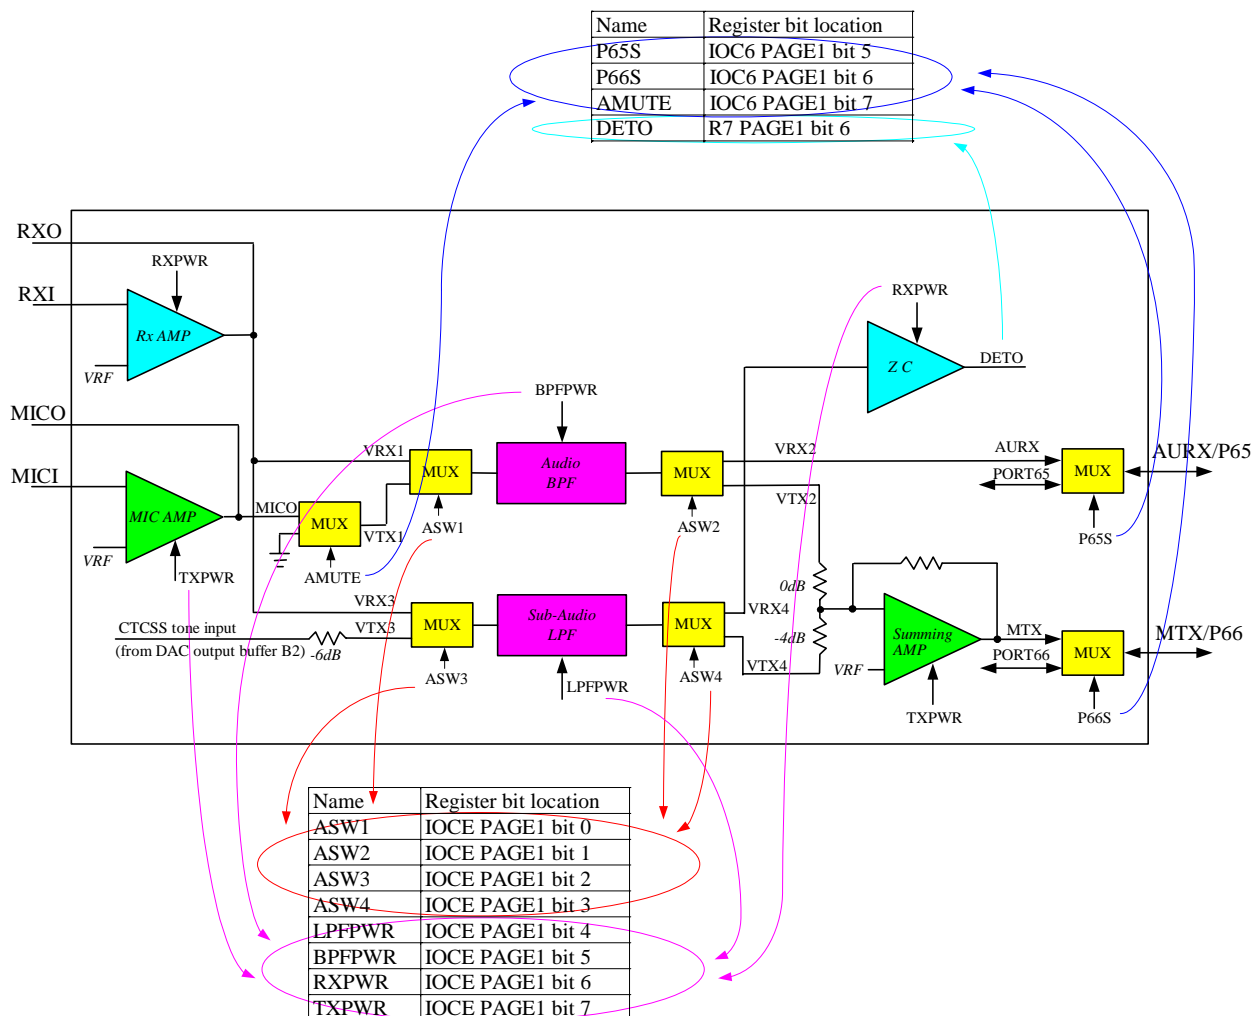 Name Register bit location
P65S IOC6 PAGE1 bit 5
P66S IOC6 PAGE1 bit 6
AMUTE IOC6 PAGE1 bit 7
DETO R7 PAGE1 bit 6
RXO
RXPWR
RXI
Rx AMP
VRF
RXPWR
Z C
DETO
MICO
MICI
MIC AMP
VRF
TXPWR
MICO
MUX
VTX1
AMUTE
VRX1
MUX
ASW1
BPFPWR
Audio
BPF
MUX
ASW2
VRX2
VTX2
AURX
PORT65
MUX
AURX/P65
P65S
VRX3
CTCSS tone input
(from DAC output buffer B2)
-6dB
VTX3
MUX
ASW3
Sub-Audio
LPF
LPFPWR
MUX
ASW4
VRX4
VTX4
0dB
-4dB
Summing
AMP
VRF
TXPWR
MTX
PORT66
MUX
MTX/P66
P66S
Name Register bit location
ASW1 IOCE PAGE1 bit 0
ASW2 IOCE PAGE1 bit 1
ASW3 IOCE PAGE1 bit 2
ASW4 IOCE PAGE1 bit 3
LPFPWR IOCE PAGE1 bit 4
BPFPWR IOCE PAGE1 bit 5
RXPWR IOCE PAGE1 bit 6
TXPWR IOCE PAGE1 bit 7